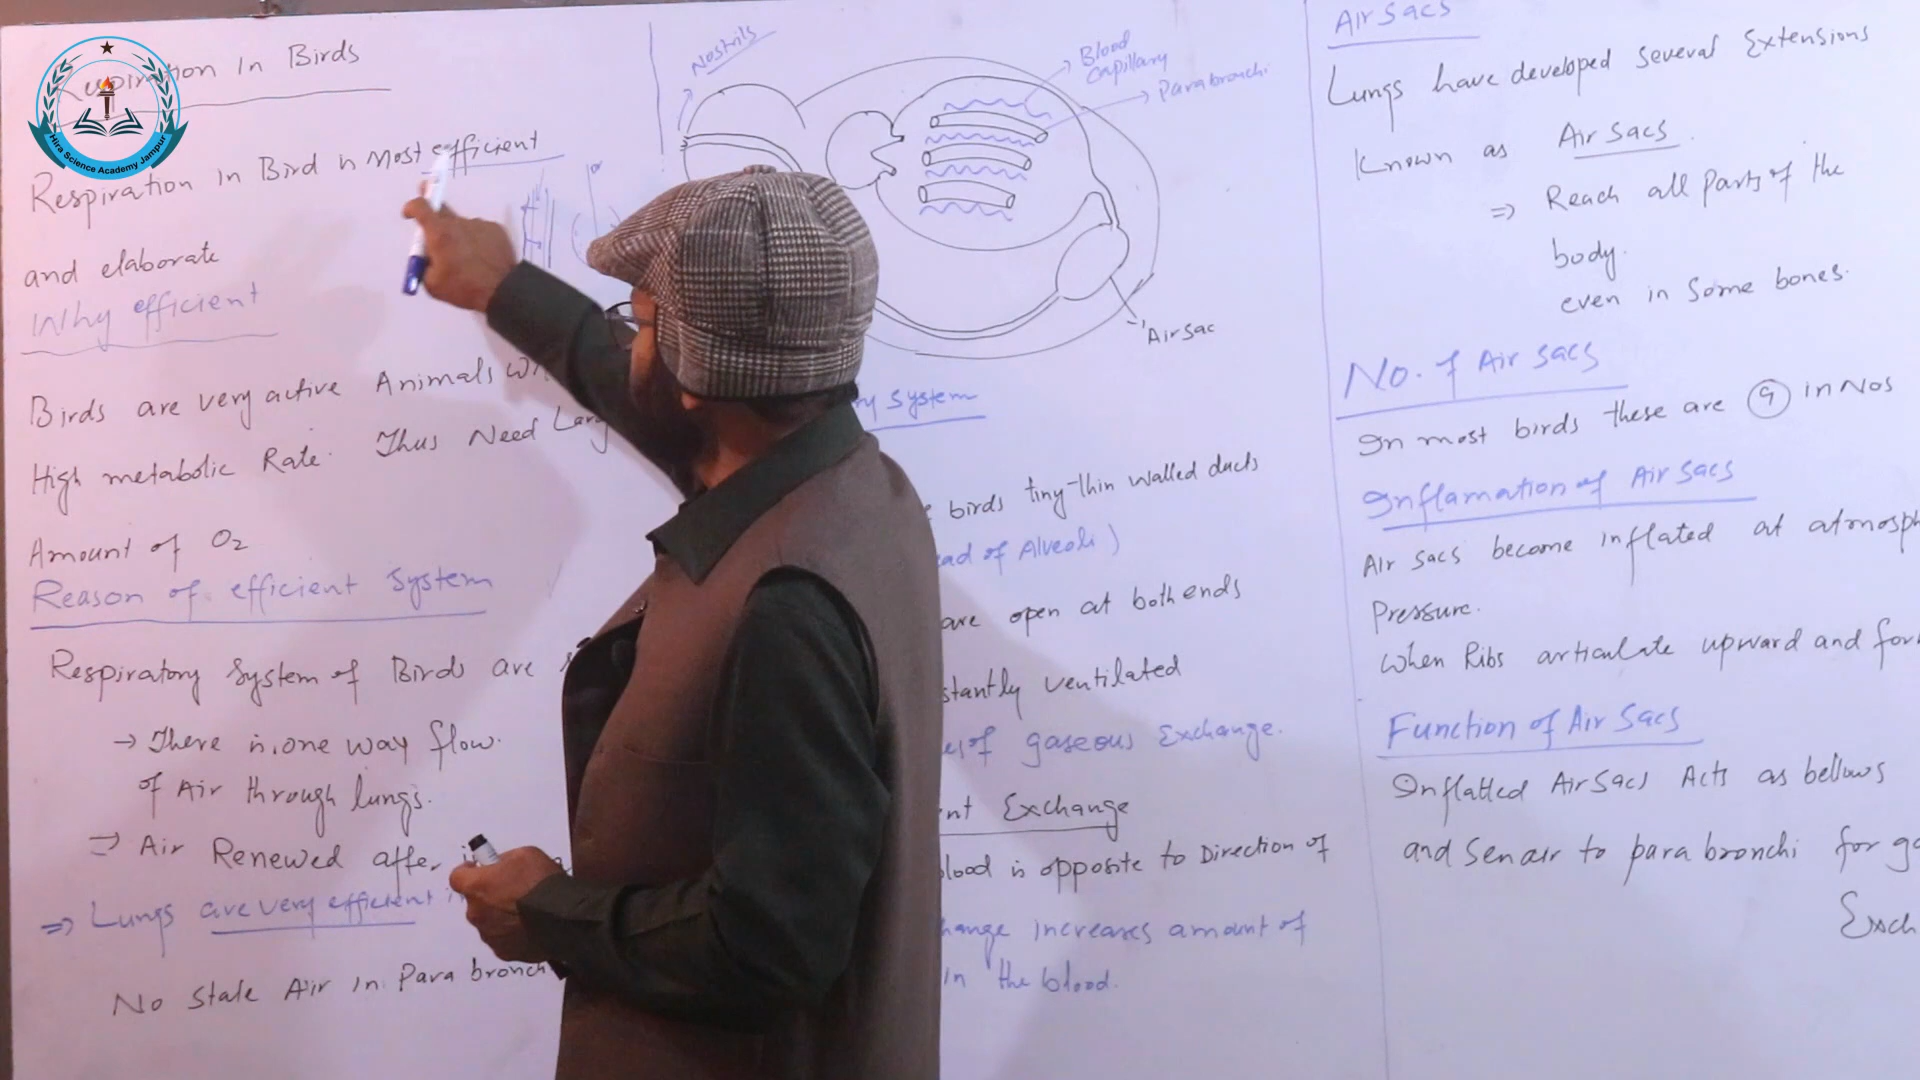 Hira Science Academy Jampur
Respiration In Birds
Respiration in Bird is Most efficient
and elaborate
Why efficient
Birds are very active Animals
High metabolic Rate. Thus Need
Amount of O2
Reason of efficient System
Respiratory System of Birds are
→ There is one way flow.
of Air through lungs.
⇒ Air Renewed after
⇒ Lungs are very efficient
No Stale Air in Para bronchi
Nostrils
Blood
Capillary
Parabronchi
Air sac
System
birds tiny-thin walled ducts
of Alveoli)
are open at both ends
ventilated
of gaseous Exchange.
Exchange
is opposite to Direction of
increases amount of
in the blood.
Air Sacs
Lungs have developed several Extensions
Known as Air Sacs.
⇒ Reach all Parts of the
body.
even in Some bones.
No. of Air Sacs
In most birds these are 9 in Nos
Inflamation of Air Sacs
Air Sacs become inflated at
Pressure.
When Ribs articulate upward and
Function of Air Sacs
Inflatted Air Sacs Acts as bellows
and Sen air to para bronchi for